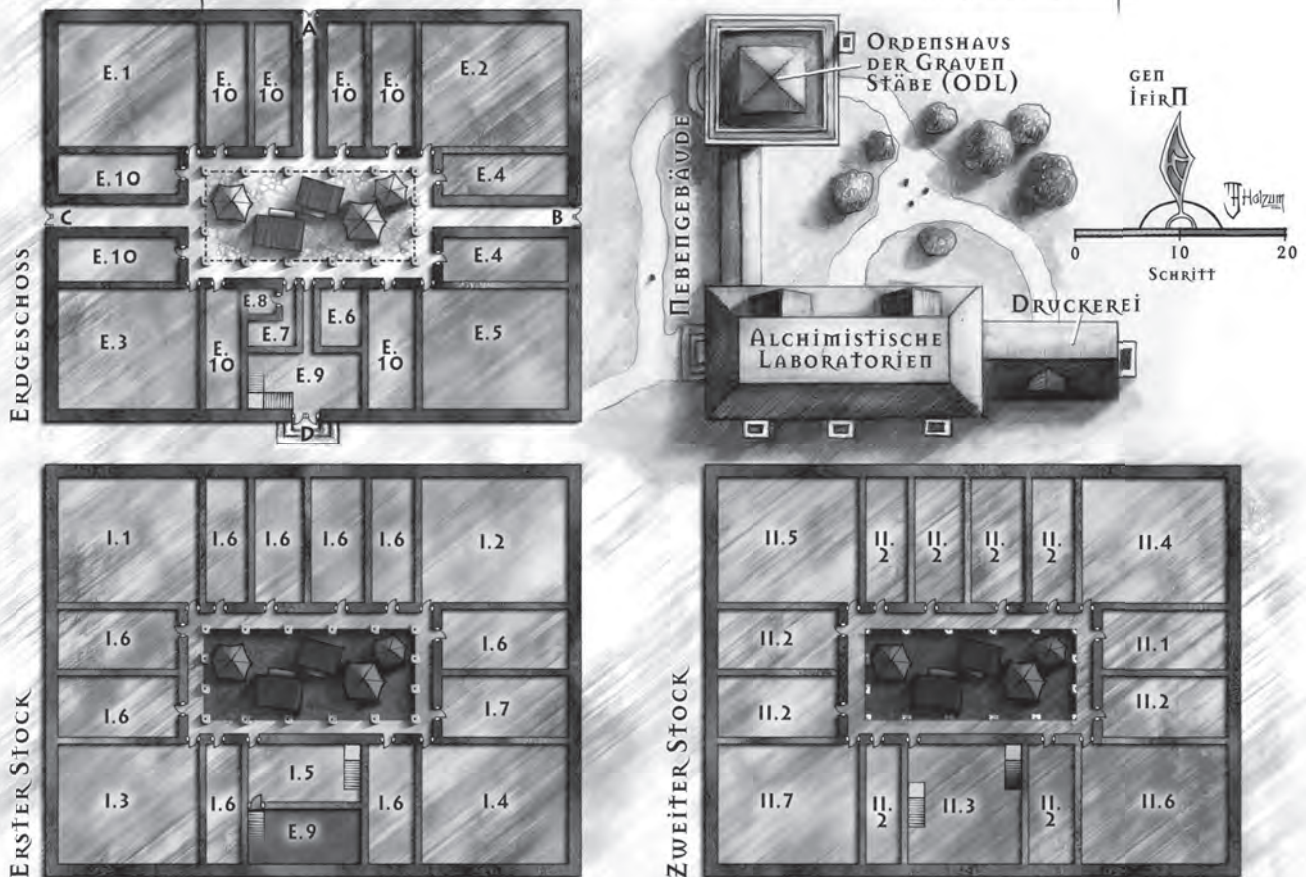 ERDGESCHOSS
A
E.1
E.
10
E.
10
E.
10
E.
10
E.2
E.10
E.4
C
B
E.10
E.4
E.3
E.
10
E.8
E.7
E.6
E.
10
E.5
E.9
D
ORDENSHAUS
DER GRAUEN
STÄBE (ODL)
NEBENGEBÄUDE
ALCHIMISTISCHE
LABORATORIEN
DRUCKEREI
GEN
IFIRN
0
10
20
SCHRITT
ERSTER STOCK
I.1
I.6
I.6
I.6
I.6
I.2
I.6
I.6
I.6
I.7
I.3
I.6
I.5
I.6
I.4
E.9
ZWEITER STOCK
II.5
II.
2
II.
2
II.
2
II.
2
II.4
II.2
II.1
II.2
II.2
II.7
II.
2
II.3
II.
2
II.6